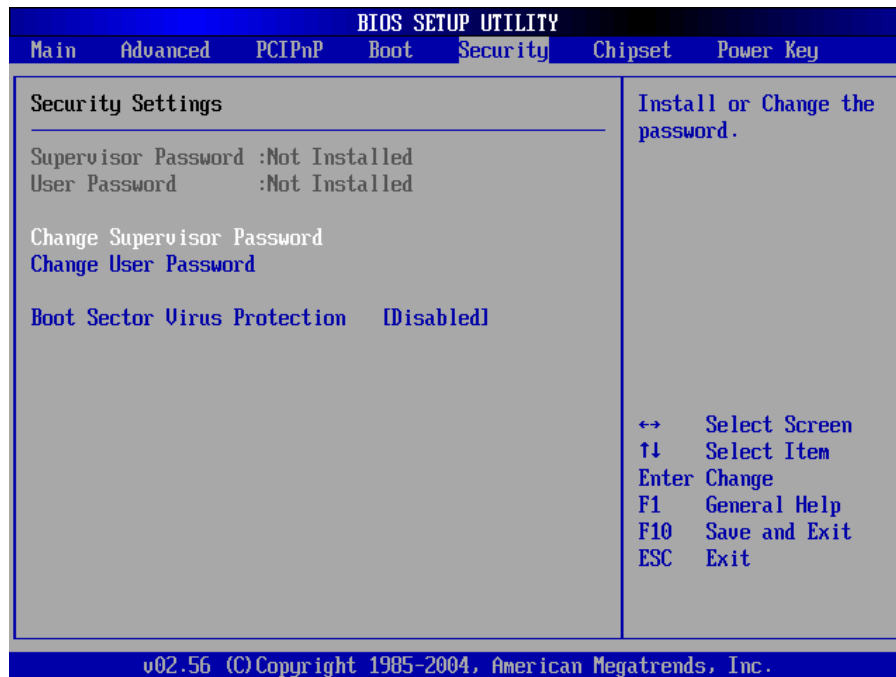 BIOS SETUP UTILITY
Main Advanced PCIPnP Boot Security Chipset Power Key
Security Settings
Supervisor Password :Not Installed
User Password :Not Installed
Change Supervisor Password
Change User Password
Boot Sector Virus Protection [Disabled]
Install or Change the
password.
↔ Select Screen
↑↓ Select Item
Enter Change
F1 General Help
F10 Save and Exit
ESC Exit
v02.56 (C)Copyright 1985-2004, American Megatrends, Inc.